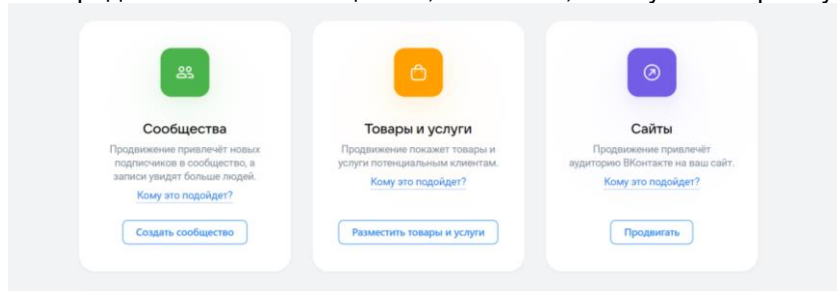 Сообщества
Продвижение привлечёт новых
подписчиков в сообщество, а
записи увидят больше людей.
Кому это подойдет?
Создать сообщество
Товары и услуги
Продвижение покажет товары и
услуги потенциальным клиентам.
Кому это подойдет?
Разместить товары и услуги
Сайты
Продвижение привлечёт
аудиторию ВКонтакте на ваш сайт.
Кому это подойдет?
Продвигать